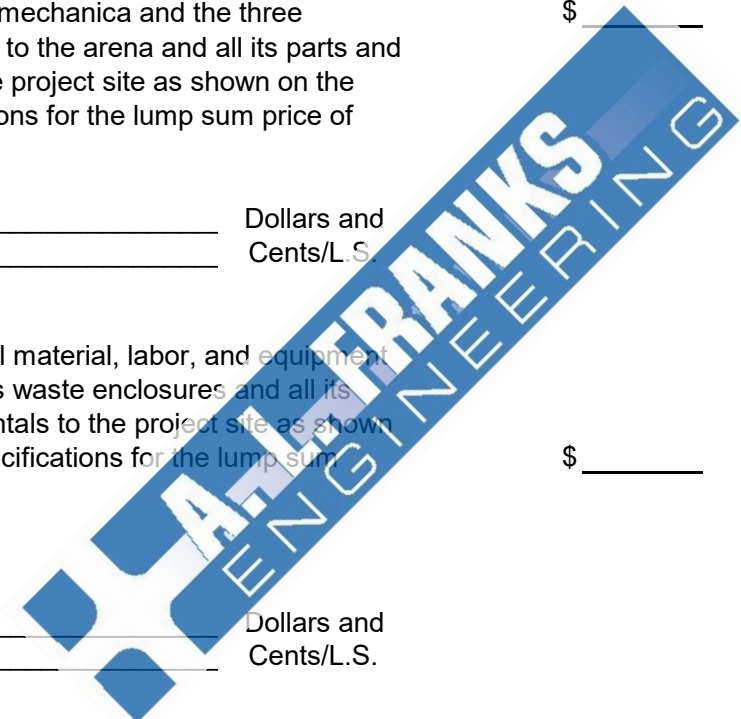 mechanica and the three $
to the arena and all its parts and
e project site as shown on the
ons for the lump sum price of
Dollars and
Cents/L.S.
l material, labor, and equipment
s waste enclosures and all its
ntals to the project site as shown
cifications for the lump sum $
Dollars and
Cents/L.S.
A. L. FRANKS
ENGINEERING